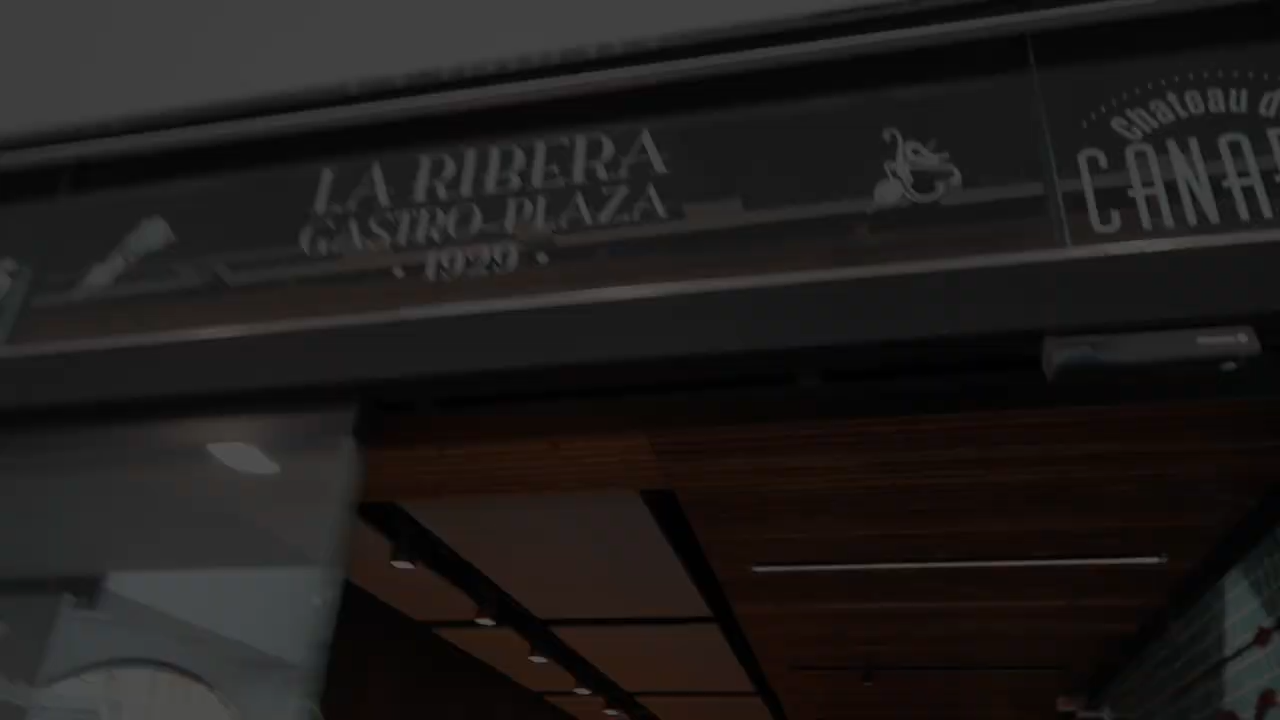 LA RIBERA
GASTRO-PLAZA
· 1929 ·
Chateau d
CANA